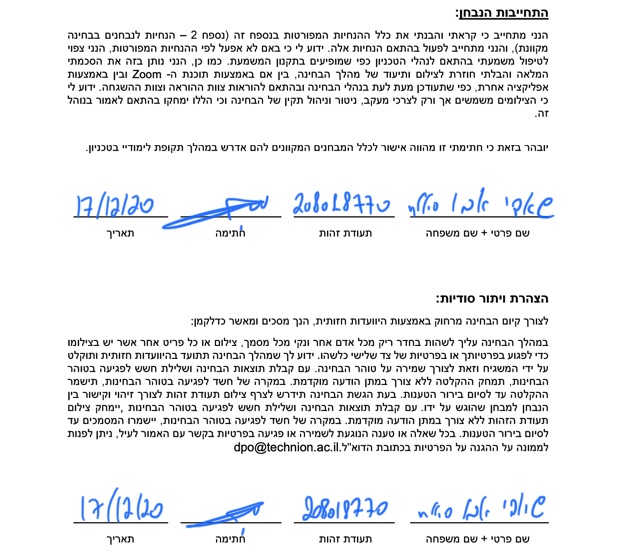 התחייבות הנבחן:
הנני מתחייב כי קראתי והבנתי את כלל ההנחיות המפורטות בנספח זה (נספח 2 – הנחיות לנבחנים בבחינה
מקוונת), והנני מתחייב לפעול בהתאם הנחיות אלה. ידוע לי כי באם לא אפעל לפי ההנחיות המפורטות, הנני צפוי
לטיפול משמעתי בהתאם לנהלי הטכניון כפי שמופיעים בתקנון המשמעת. כמו כן, הנני נותן בזה את הסכמתי
המלאה והבלתי חוזרת לצילום ותיעוד של מהלך הבחינה, בין אם באמצעות תוכנת ה- Zoom ובין באמצעות
אפליקציה אחרת, כפי שתעודכן מעת לעת בנהלי הבחינה ובהתאם להוראות צוות ההוראה וצוות ההשגחה. ידוע לי
כי הצילומים משמשים אך ורק לצרכי מעקב, ניטור וניהול תקין של הבחינה וכי הללו ימחקו בהתאם לאמור בנוהל
זה.
יובהר בזאת כי חתימתי זו מהווה אישור לכלל המבחנים המקוונים להם אדרש במהלך תקופת לימודיי בטכניון.
208018770 17/12/20
שם פרטי + שם משפחה תעודת זהות חתימה תאריך
הצהרת ויתור סודיות:
לצורך קיום הבחינה מרחוק באמצעות היוועדות חזותית, הנך מסכים ומאשר כדלקמן:
במהלך הבחינה עליך לשהות בחדר ריק מכל אדם אחר ונקי מכל מסמך, צילום או כל פריט אחר אשר יש בצילומו
כדי לפגוע בפרטיותך או בפרטיות של צד שלישי כלשהו. ידוע לך שמהלך הבחינה תתועד בהיוועדות חזותית ותוקלט
על ידי המשגיח וזאת לצורך שמירה על טוהר הבחינה. עם קבלת תוצאות הבחינה ושלילת חשש לפגיעה בטוהר
הבחינות, תמחק ההקלטה ללא צורך במתן הודעה מוקדמת. במקרה של חשד לפגיעה בטוהר הבחינות, תישמר
ההקלטה עד לסיום בירור הטענות. בעת הגשת הבחינה תידרש לצרף צילום תעודת זהות לצורך זיהוי וקישור בין
הנבחן למבחן שהוגש על ידו. עם קבלת תוצאות הבחינה ושלילת חשש לפגיעה בטוהר הבחינות ,יימחק צילום
תעודת הזהות ללא צורך במתן הודעה מוקדמת. במקרה של חשד לפגיעה בטוהר הבחינות, יישמרו המסמכים עד
לסיום בירור הטענות. בכל שאלה או טענה הנוגעת לשמירה או פגיעה בפרטיות בקשר עם האמור לעיל, ניתן לפנות
לממונה על ההגנה על הפרטיות בכתובת הדוא"ל.dpo@technion.ac.il
208018770 17/12/20
שם פרטי + שם משפחה תעודת זהות חתימה תאריך